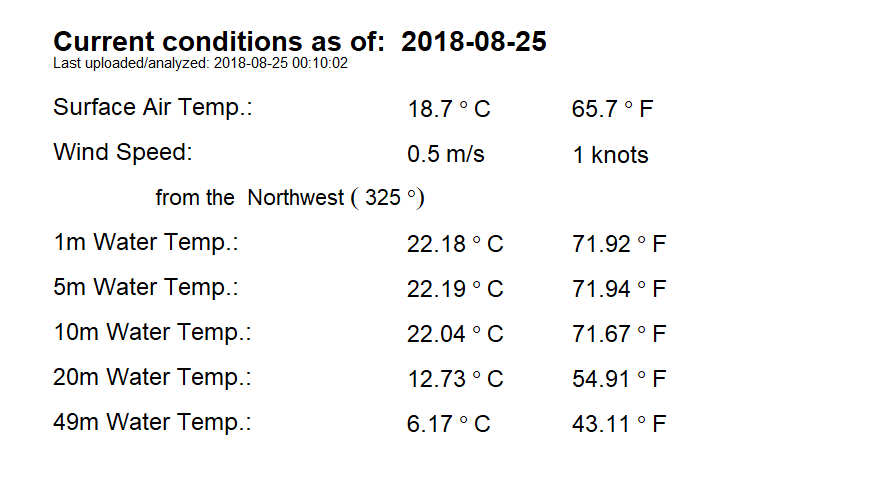 Current conditions as of: 2018-08-25
Last uploaded/analyzed: 2018-08-25 00:10:02
Surface Air Temp.: 18.7 ° C 65.7 ° F
Wind Speed: 0.5 m/s 1 knots
from the Northwest ( 325 °)
1m Water Temp.: 22.18 ° C 71.92 ° F
5m Water Temp.: 22.19 ° C 71.94 ° F
10m Water Temp.: 22.04 ° C 71.67 ° F
20m Water Temp.: 12.73 ° C 54.91 ° F
49m Water Temp.: 6.17 ° C 43.11 ° F